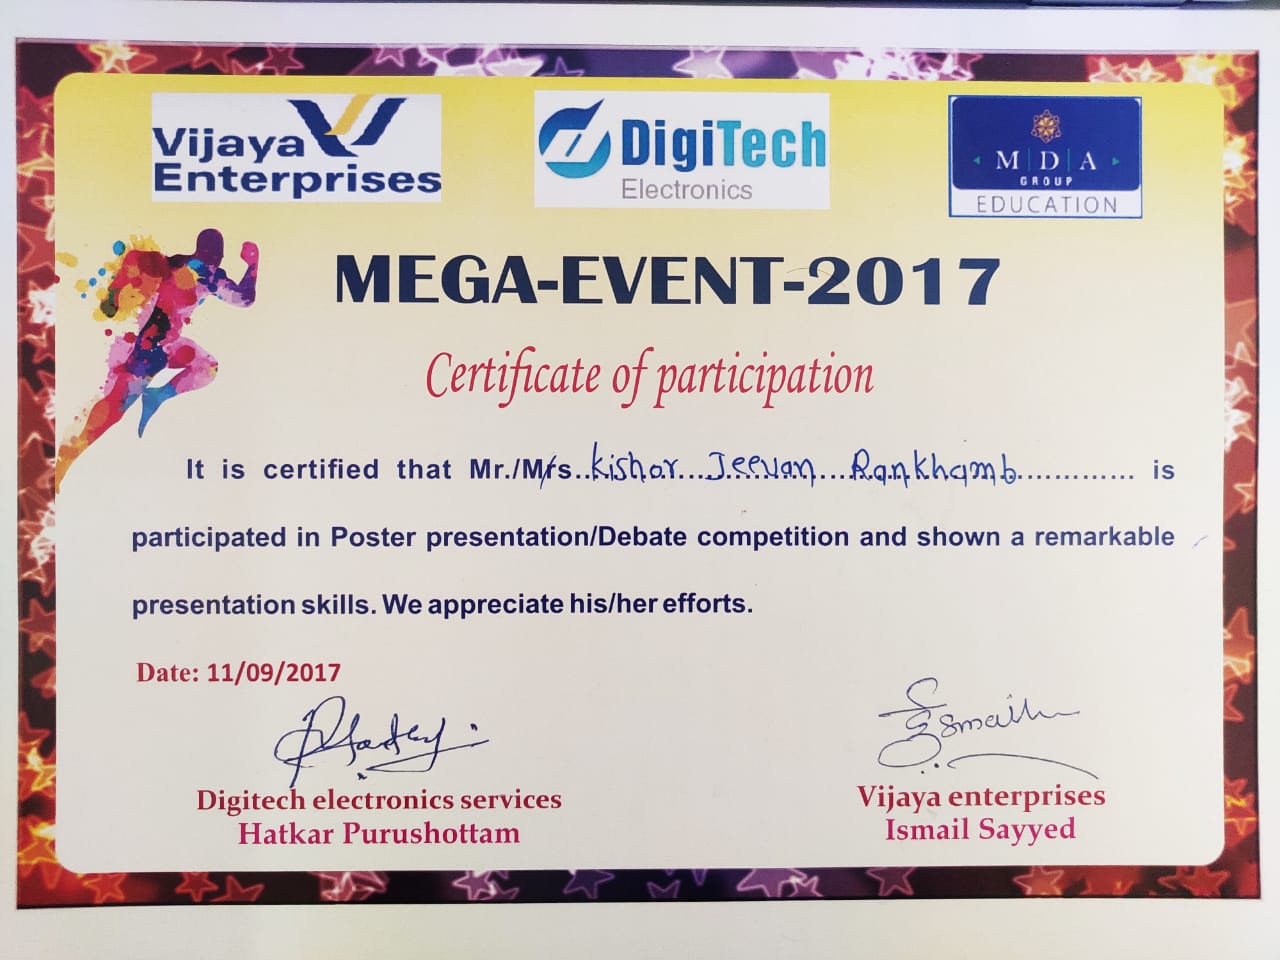 Vijaya
Enterprises
DigiTech
Electronics
M|D|A
GROUP
EDUCATION
MEGA-EVENT-2017
Certificate of participation
It is certified that Mr./Mrs..Kishor...Jeevan...Rankhamb............. is
participated in Poster presentation/Debate competition and shown a remarkable
presentation skills. We appreciate his/her efforts.
Date: 11/09/2017
Digitech electronics services
Hatkar Purushottam
Vijaya enterprises
Ismail Sayyed